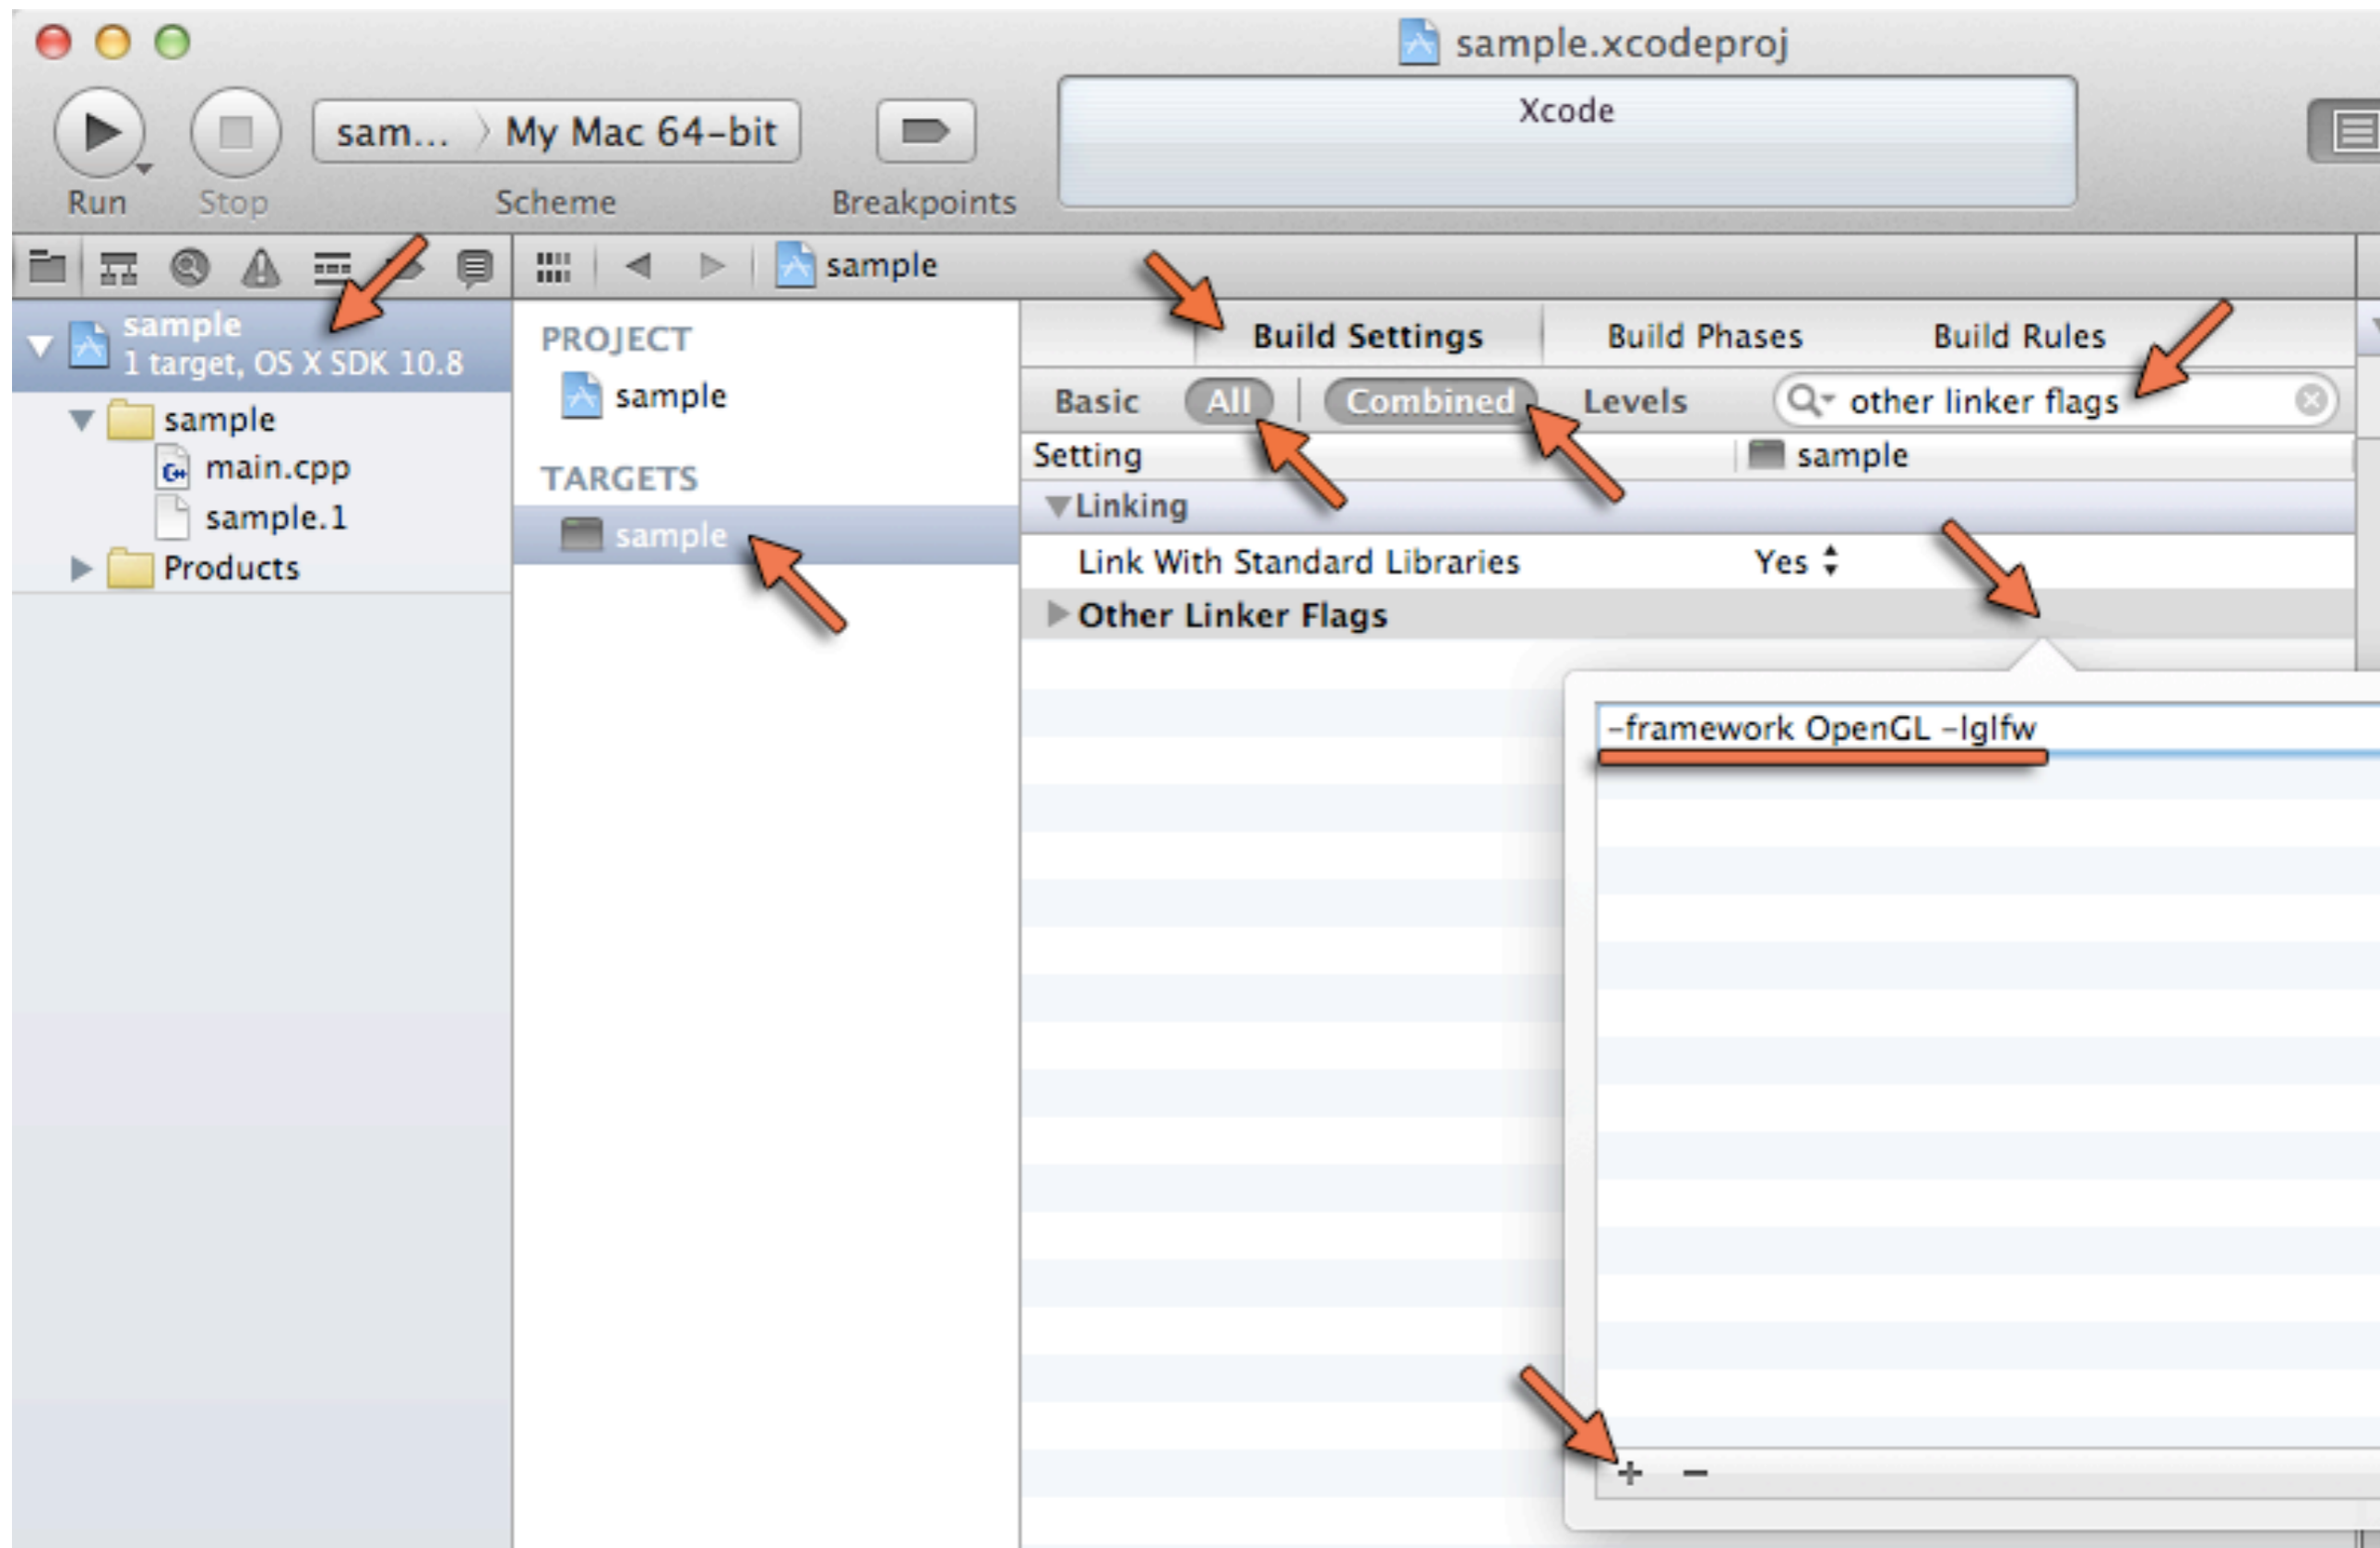 sample.xcodeproj
Xcode
sam... My Mac 64-bit
Run Stop Scheme Breakpoints
sample
sample
1 target, OS X SDK 10.8
sample
main.cpp
sample.1
Products
PROJECT
sample
TARGETS
sample
Build Settings Build Phases Build Rules
Basic All Combined Levels other linker flags
Setting sample
Linking
Link With Standard Libraries Yes
Other Linker Flags
-framework OpenGL -lglfw